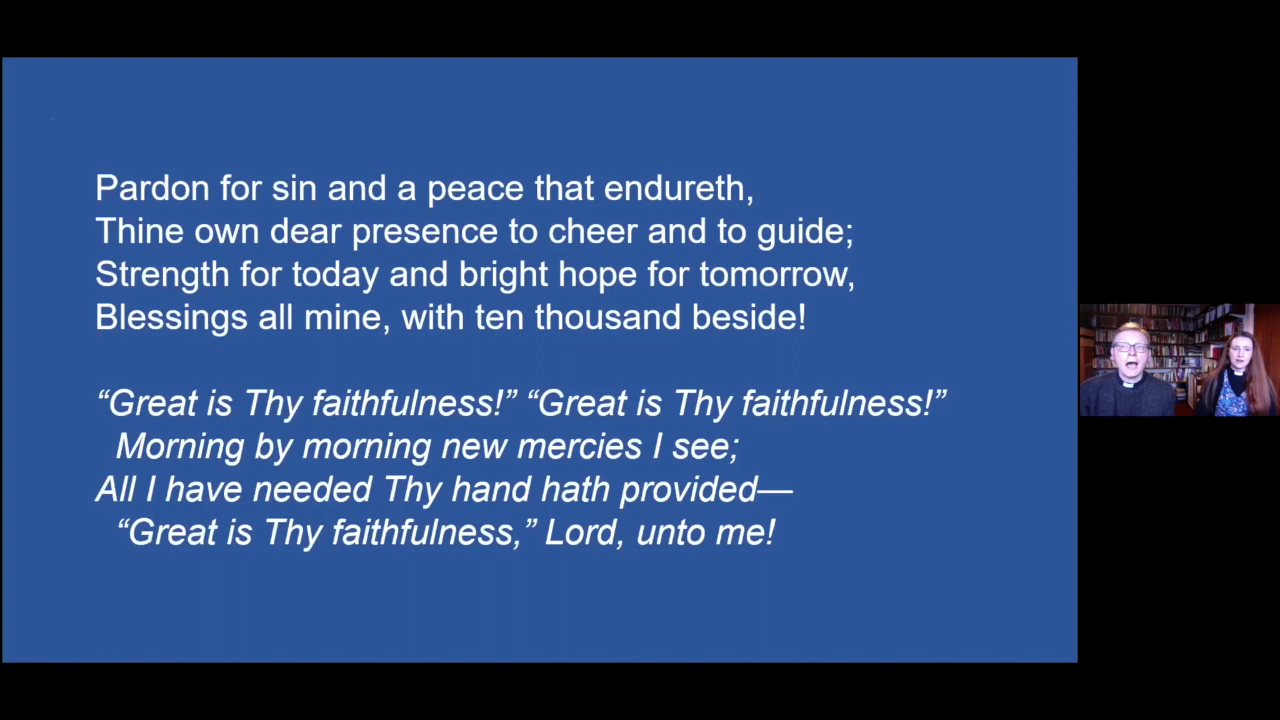 Pardon for sin and a peace that endureth,
Thine own dear presence to cheer and to guide;
Strength for today and bright hope for tomorrow,
Blessings all mine, with ten thousand beside!
“Great is Thy faithfulness!” “Great is Thy faithfulness!”
Morning by morning new mercies I see;
All I have needed Thy hand hath provided—
“Great is Thy faithfulness,” Lord, unto me!